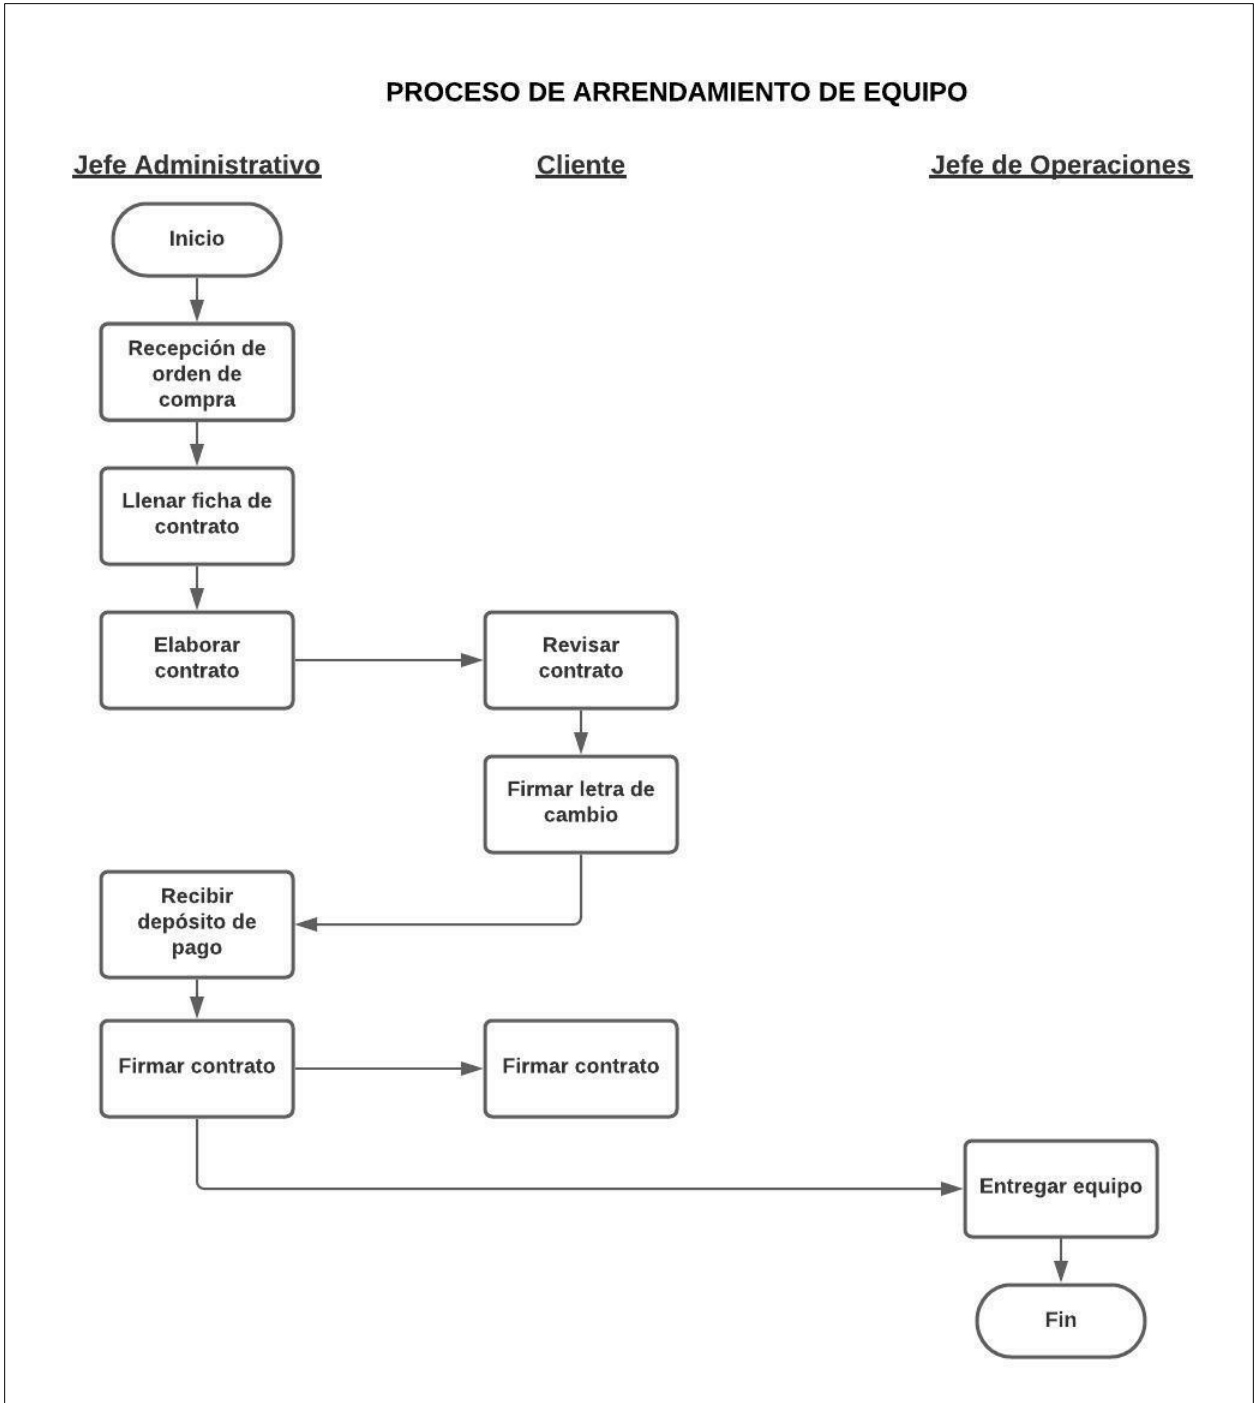 PROCESO DE ARRENDAMIENTO DE EQUIPO
Jefe Administrativo
Cliente
Jefe de Operaciones
Inicio
Recepción de
orden de
compra
Llenar ficha de
contrato
Elaborar
contrato
Revisar
contrato
Firmar letra de
cambio
Recibir
depósito de
pago
Firmar contrato
Firmar contrato
Entregar equipo
Fin